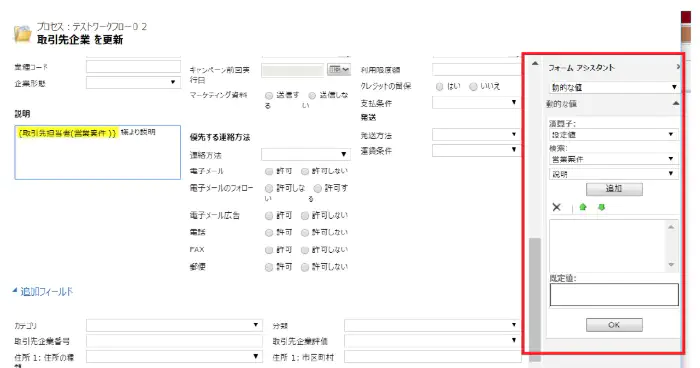 プロセス：テストワークフロー０２
取引先企業 を更新
業種コード
企業形態
説明
{取引先担当者(営業案件 )} 様より説明
キャンペーン前回実
行日
マーケティング資料
送信す
る
送信しな
い
優先する連絡方法
連絡方法
電子メール
許可
許可しない
電子メールのフォロー
許可しな
い
許可す
る
電子メール広告
許可
許可しない
電話
許可
許可しない
FAX
許可
許可しない
郵便
許可
許可しない
利用限度額
クレジットの留保
はい
いいえ
支払条件
発送
発送方法
運賃条件
追加フィールド
カテゴリ
取引先企業番号
住所 1: 住所の種
類
分類
取引先企業評価
住所 1: 市区町村
フォーム アシスタント
動的な値
動的な値
演算子:
設定値
検索:
営業案件
説明
追加
既定値:
OK